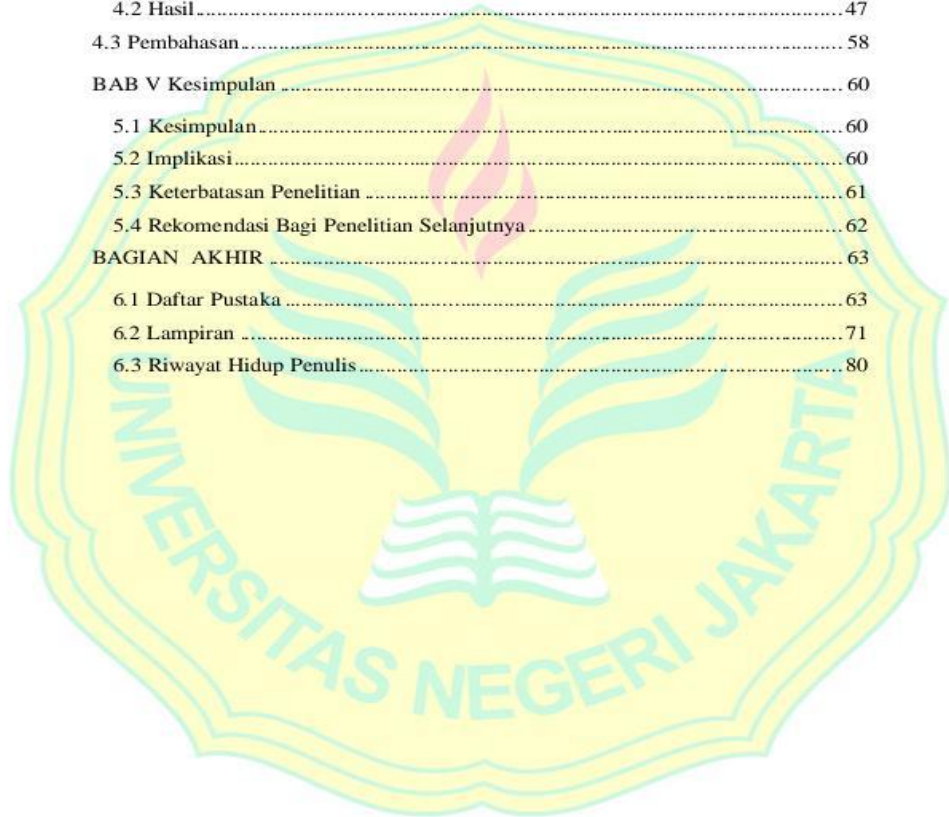 4.2 Hasil........................................................................................................ 47
4.3 Pembahasan................................................................................................ 58
BAB V Kesimpulan ......................................................................................... 60
5.1 Kesimpulan................................................................................................ 60
5.2 Implikasi.................................................................................................... 60
5.3 Keterbatasan Penelitian ............................................................................. 61
5.4 Rekomendasi Bagi Penelitian Selanjutnya ................................................ 62
BAGIAN AKHIR ............................................................................................ 63
6.1 Daftar Pustaka ........................................................................................... 63
6.2 Lampiran ................................................................................................... 71
6.3 Riwayat Hidup Penulis............................................................................... 80
UNIVERSITAS NEGERI JAKARTA